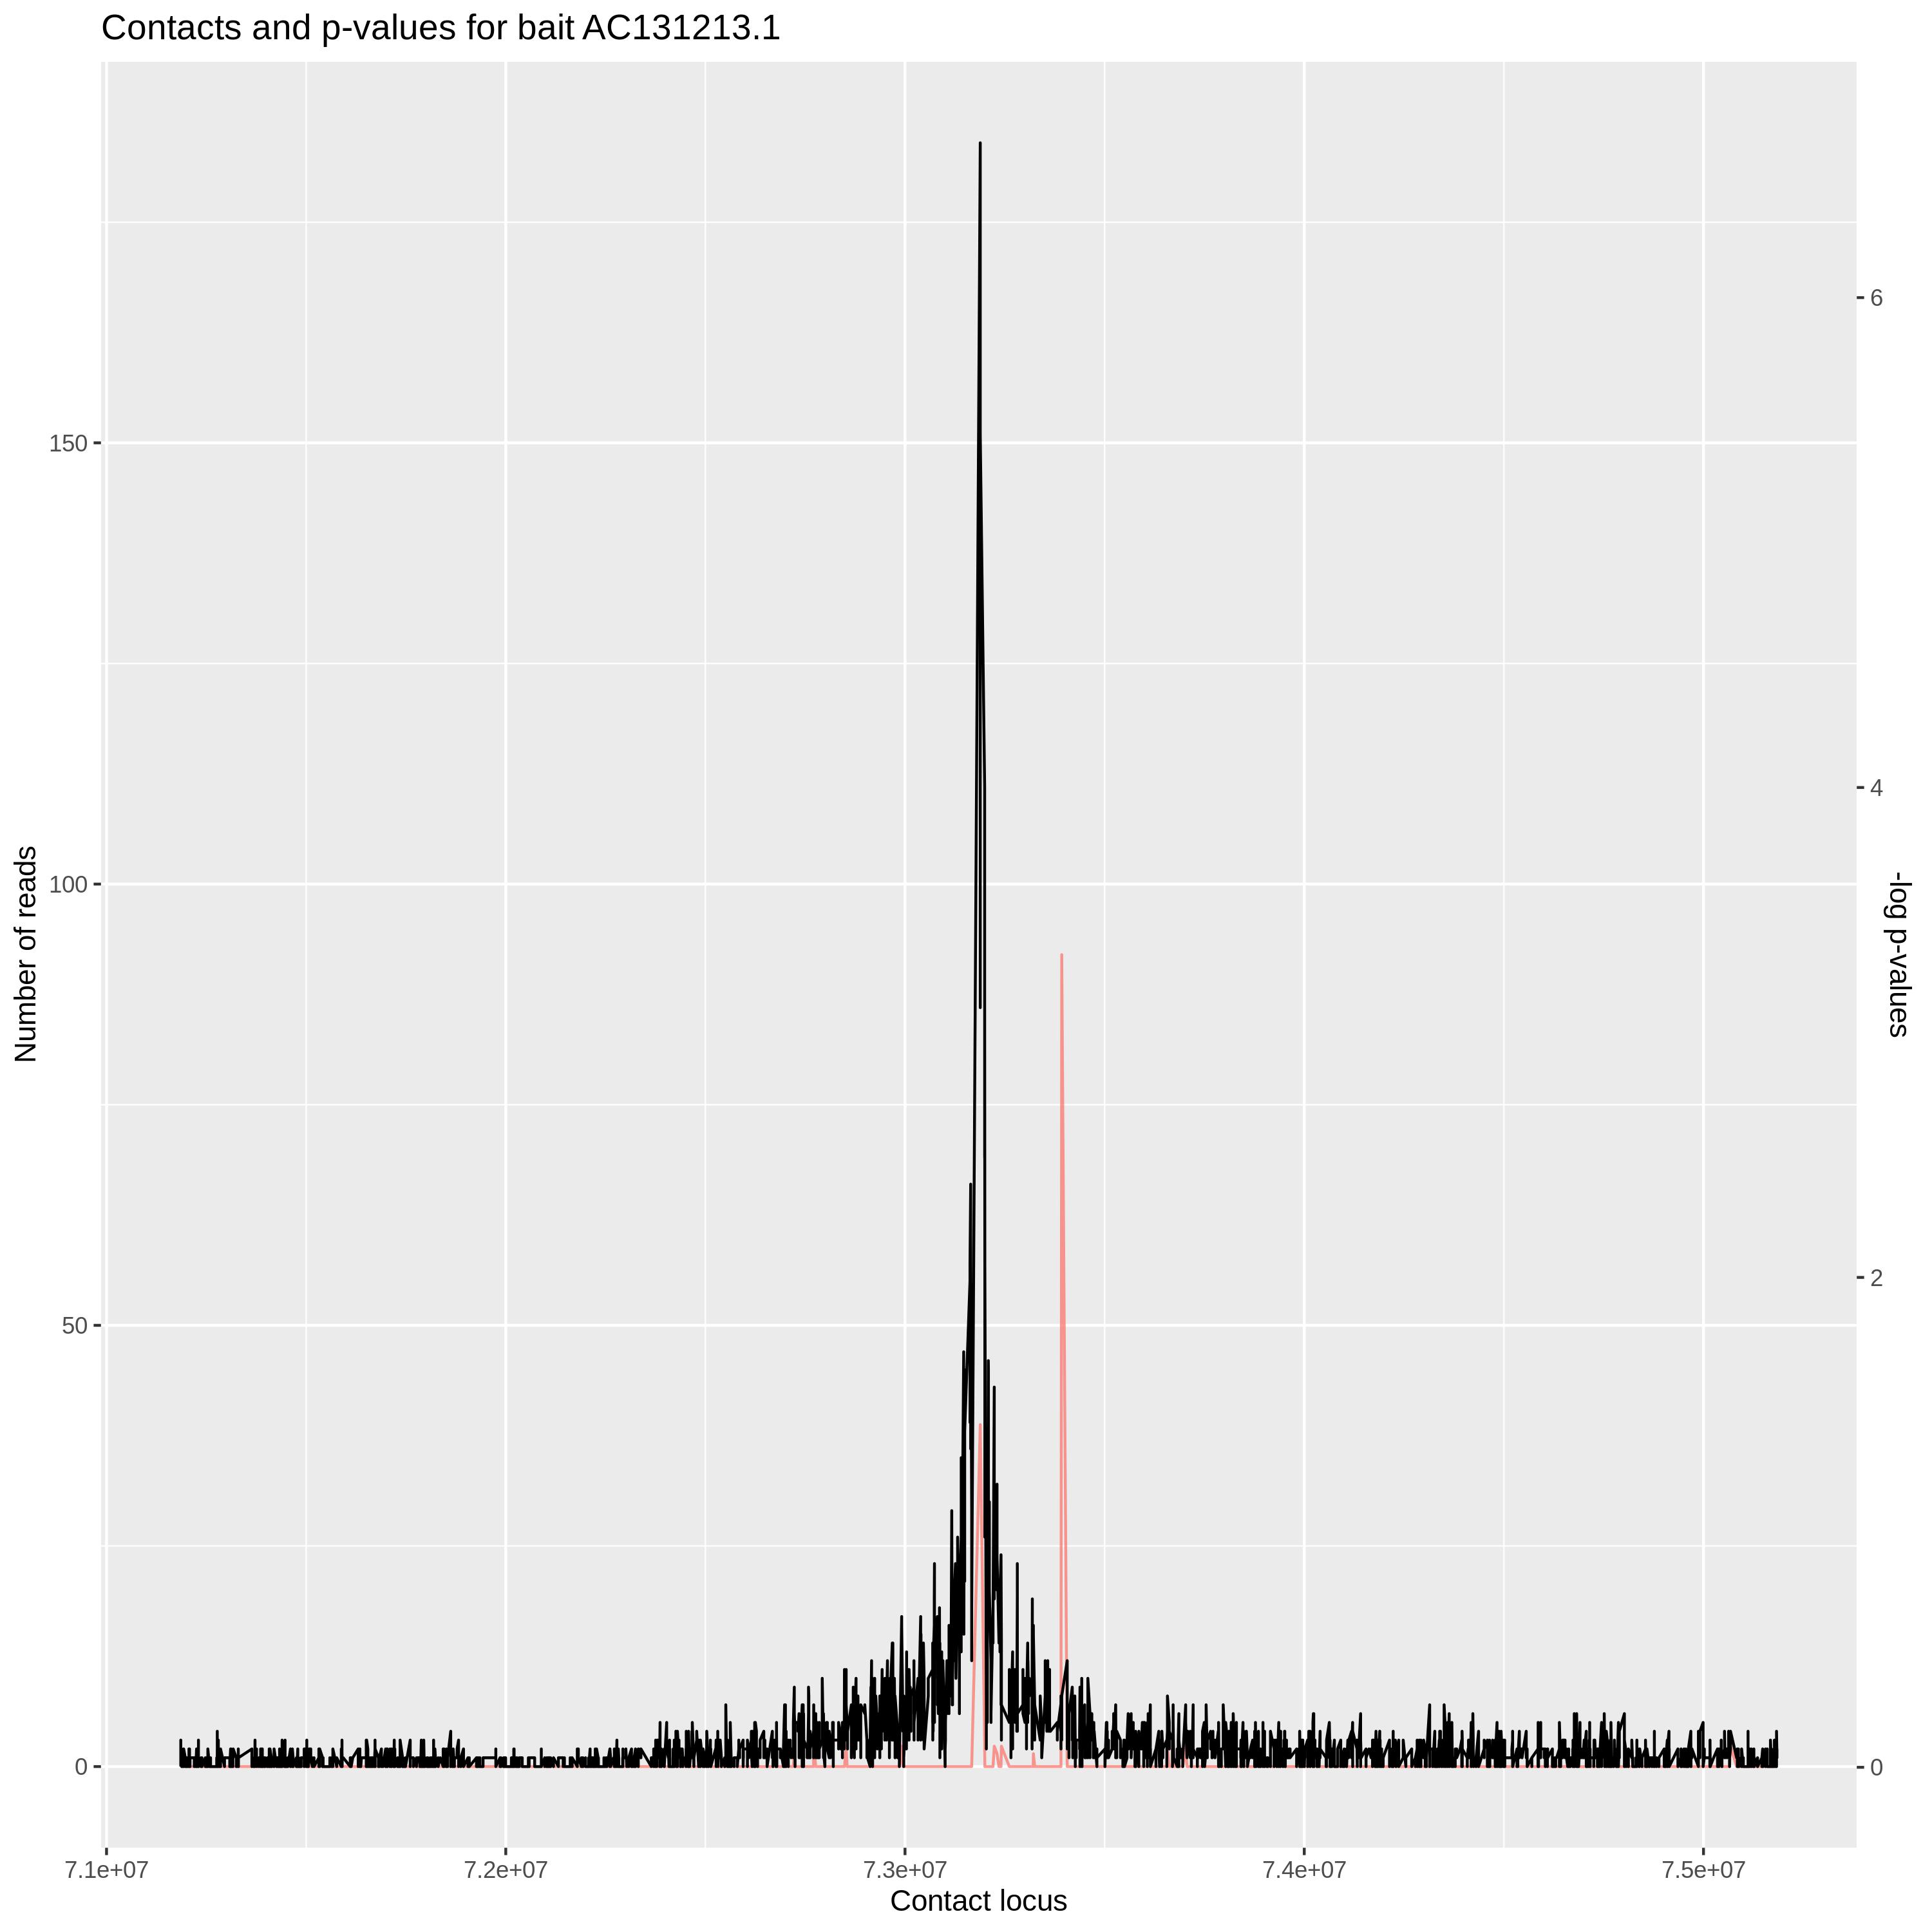 Contacts and p-values for bait AC131213.1
Number of reads
150
100
50
0
6
4
2
0
-log p-values
7.1e+07
7.2e+07
7.3e+07
7.4e+07
7.5e+07
Contact locus